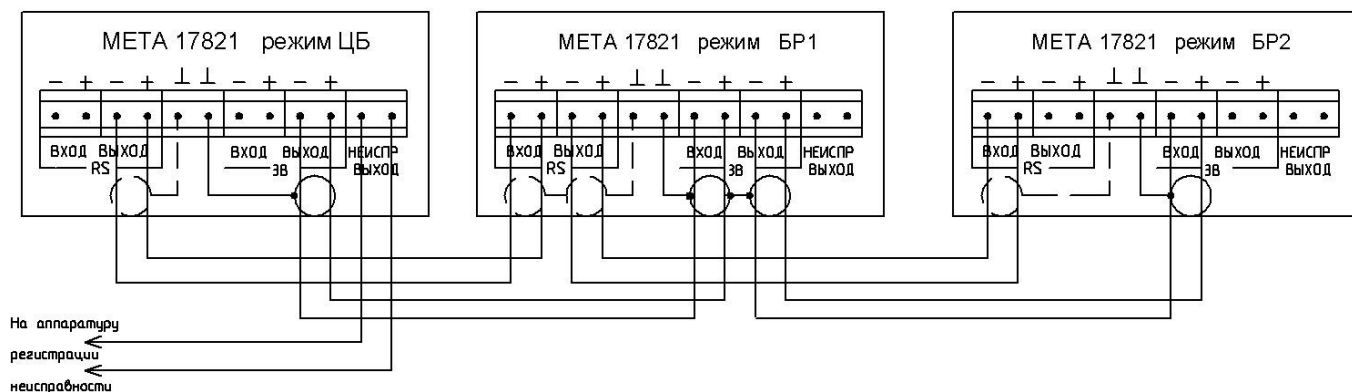 МЕТА 17821 режим ЦБ
МЕТА 17821 режим БР1
МЕТА 17821 режим БР2
− + − + ⊥ ⊥ − + − +
− + − + ⊥ ⊥ − + − +
− + − + ⊥ ⊥ − + − +
ВХОД ВЫХОД ВХОД ВЫХОД НЕИСПР
RS ЗВ ВЫХОД
ВХОД ВЫХОД ВХОД ВЫХОД НЕИСПР
RS ЗВ ВЫХОД
ВХОД ВЫХОД ВХОД ВЫХОД НЕИСПР
RS ЗВ ВЫХОД
На аппаратуру
регистрации
неисправности